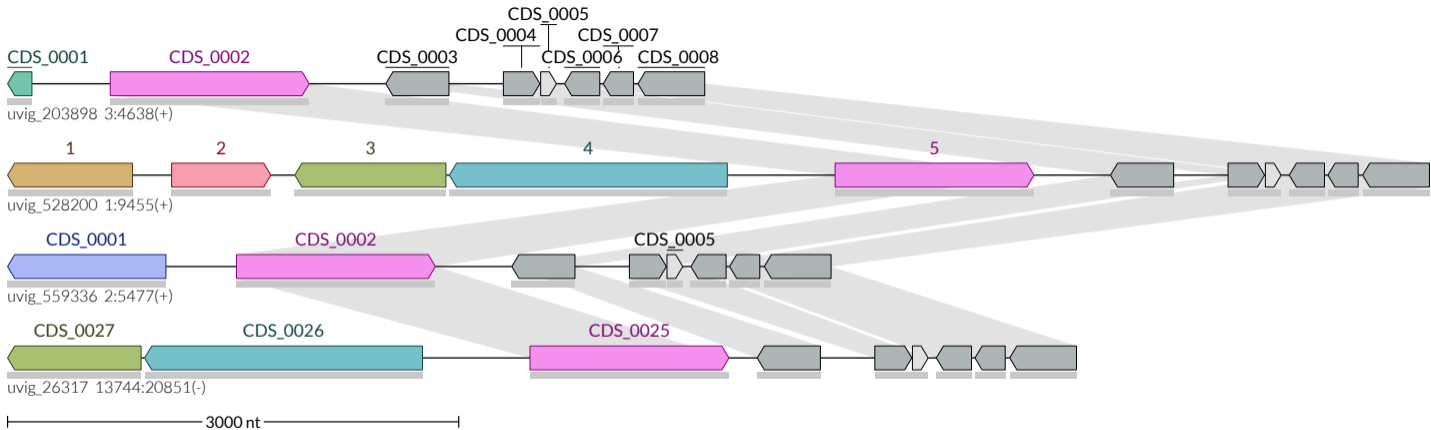 CDS_0005
CDS_0004 CDS_0007
CDS_0001 CDS_0002 CDS_0003 CDS_0006 CDS_0008
uvig_203898 3:4638(+)
1 2 3 4 5
uvig_528200 1:9455(+)
CDS_0001 CDS_0002 CDS_0005
uvig_559336 2:5477(+)
CDS_0027 CDS_0026 CDS_0025
uvig_26317 13744:20851(-)
3000 nt